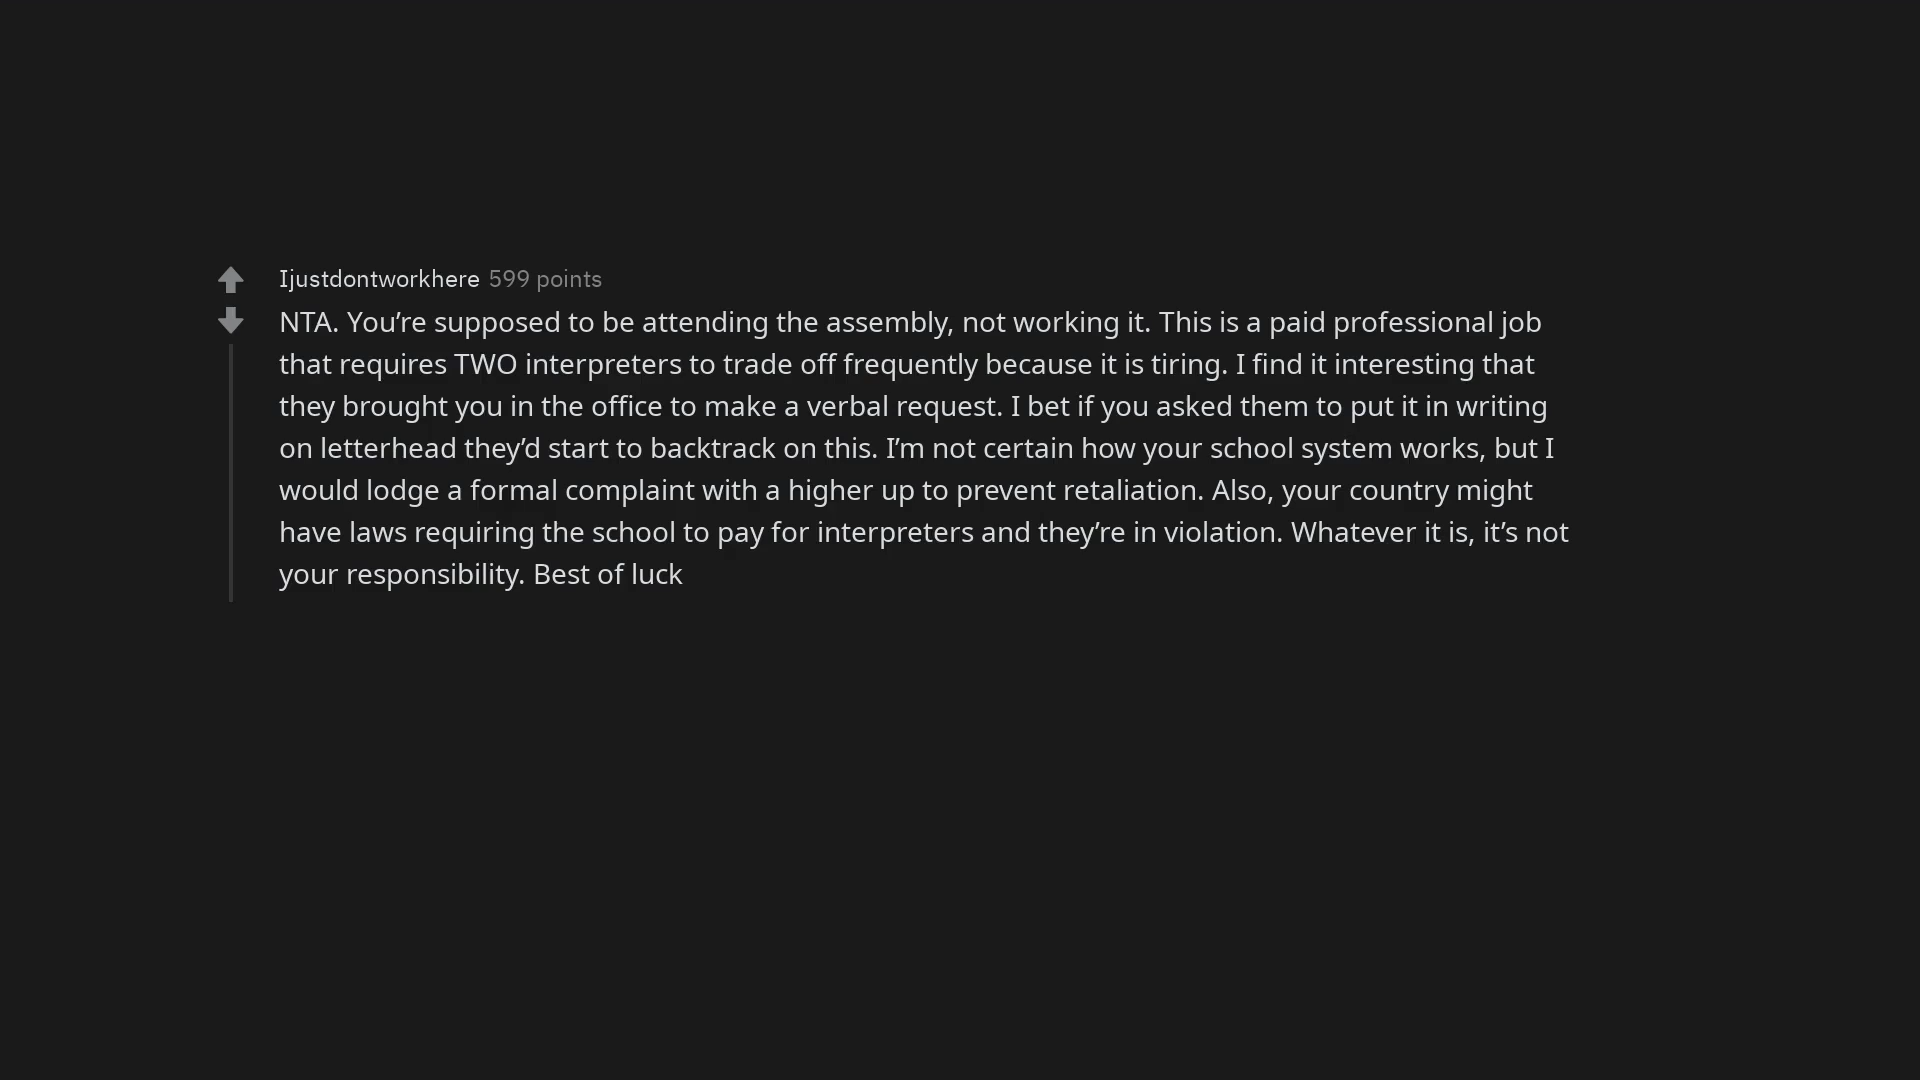 Ijustdontworkhere 599 points
NTA. You’re supposed to be attending the assembly, not working it. This is a paid professional job
that requires TWO interpreters to trade off frequently because it is tiring. I find it interesting that
they brought you in the office to make a verbal request. I bet if you asked them to put it in writing
on letterhead they’d start to backtrack on this. I’m not certain how your school system works, but I
would lodge a formal complaint with a higher up to prevent retaliation. Also, your country might
have laws requiring the school to pay for interpreters and they’re in violation. Whatever it is, it’s not
your responsibility. Best of luck